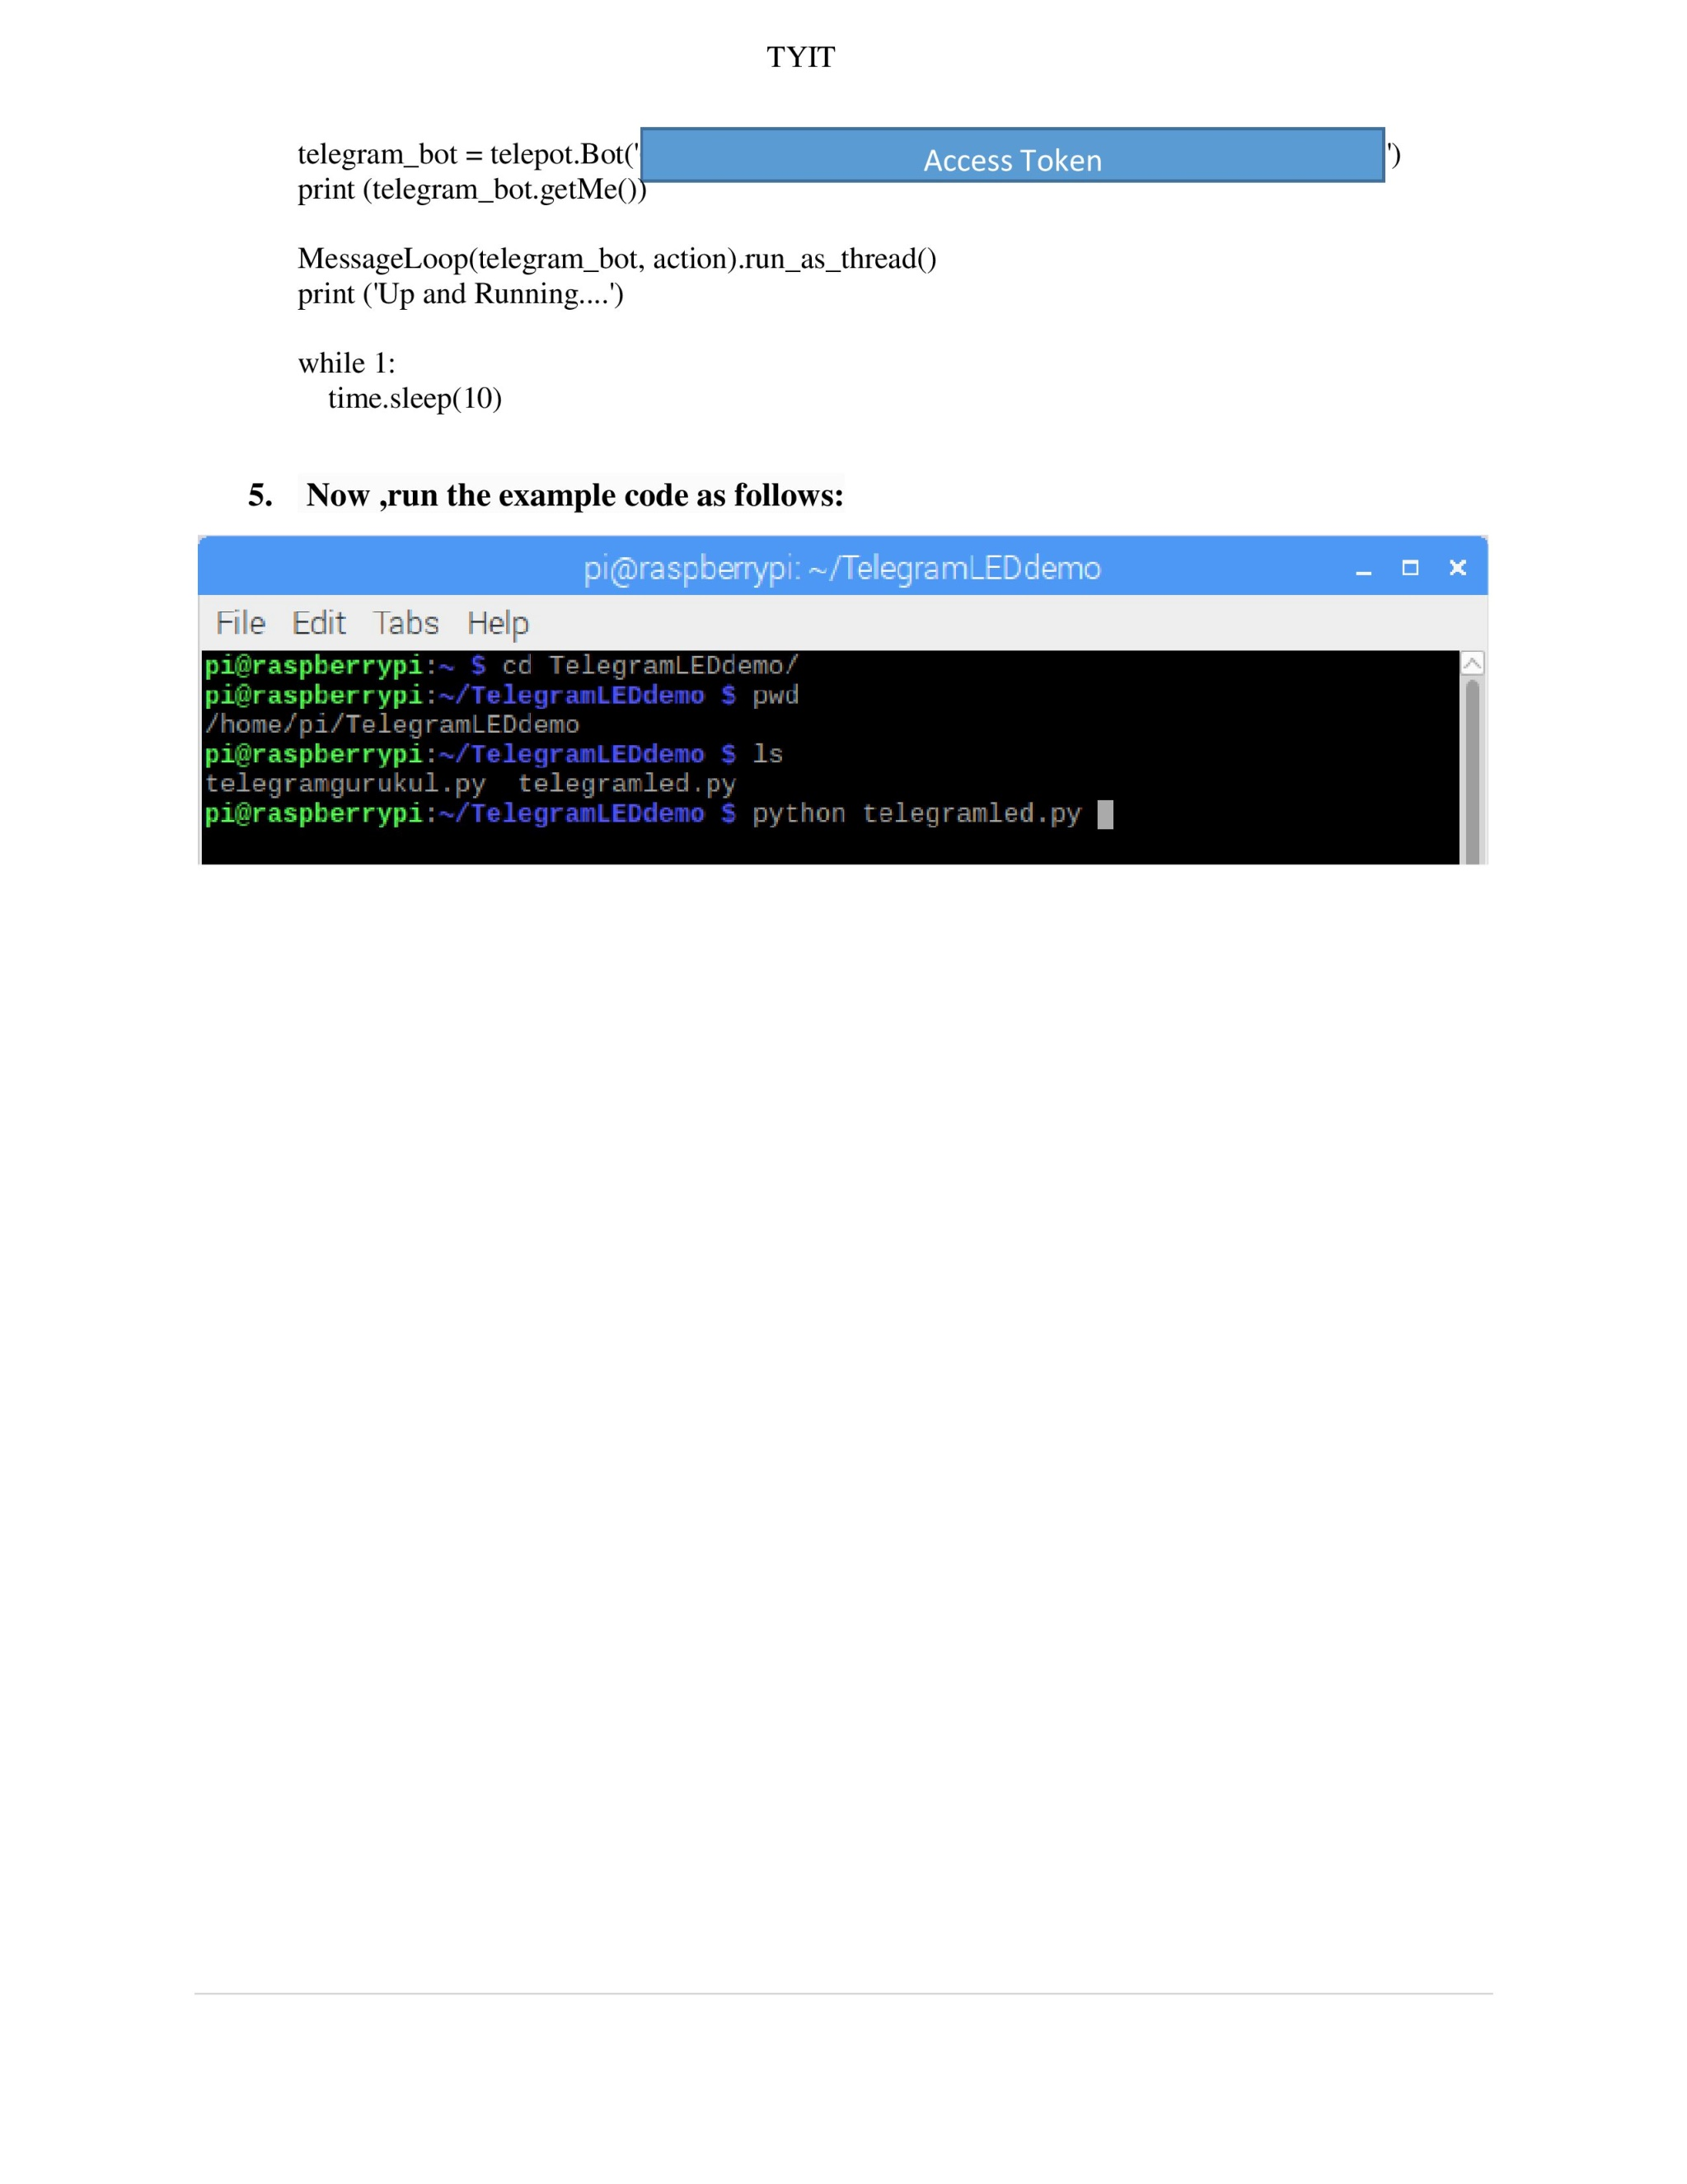 TYIT
telegram_bot = telepot.Bot('Access Token')
print (telegram_bot.getMe())
MessageLoop(telegram_bot, action).run_as_thread()
print ('Up and Running....')
while 1:
time.sleep(10)
5. Now ,run the example code as follows:
pi@raspberrypi: ~/TelegramLEDdemo
File Edit Tabs Help
pi@raspberrypi:~ $ cd TelegramLEDdemo/
pi@raspberrypi:~/TelegramLEDdemo $ pwd
/home/pi/TelegramLEDdemo
pi@raspberrypi:~/TelegramLEDdemo $ ls
telegramgurukul.py telegramled.py
pi@raspberrypi:~/TelegramLEDdemo $ python telegramled.py